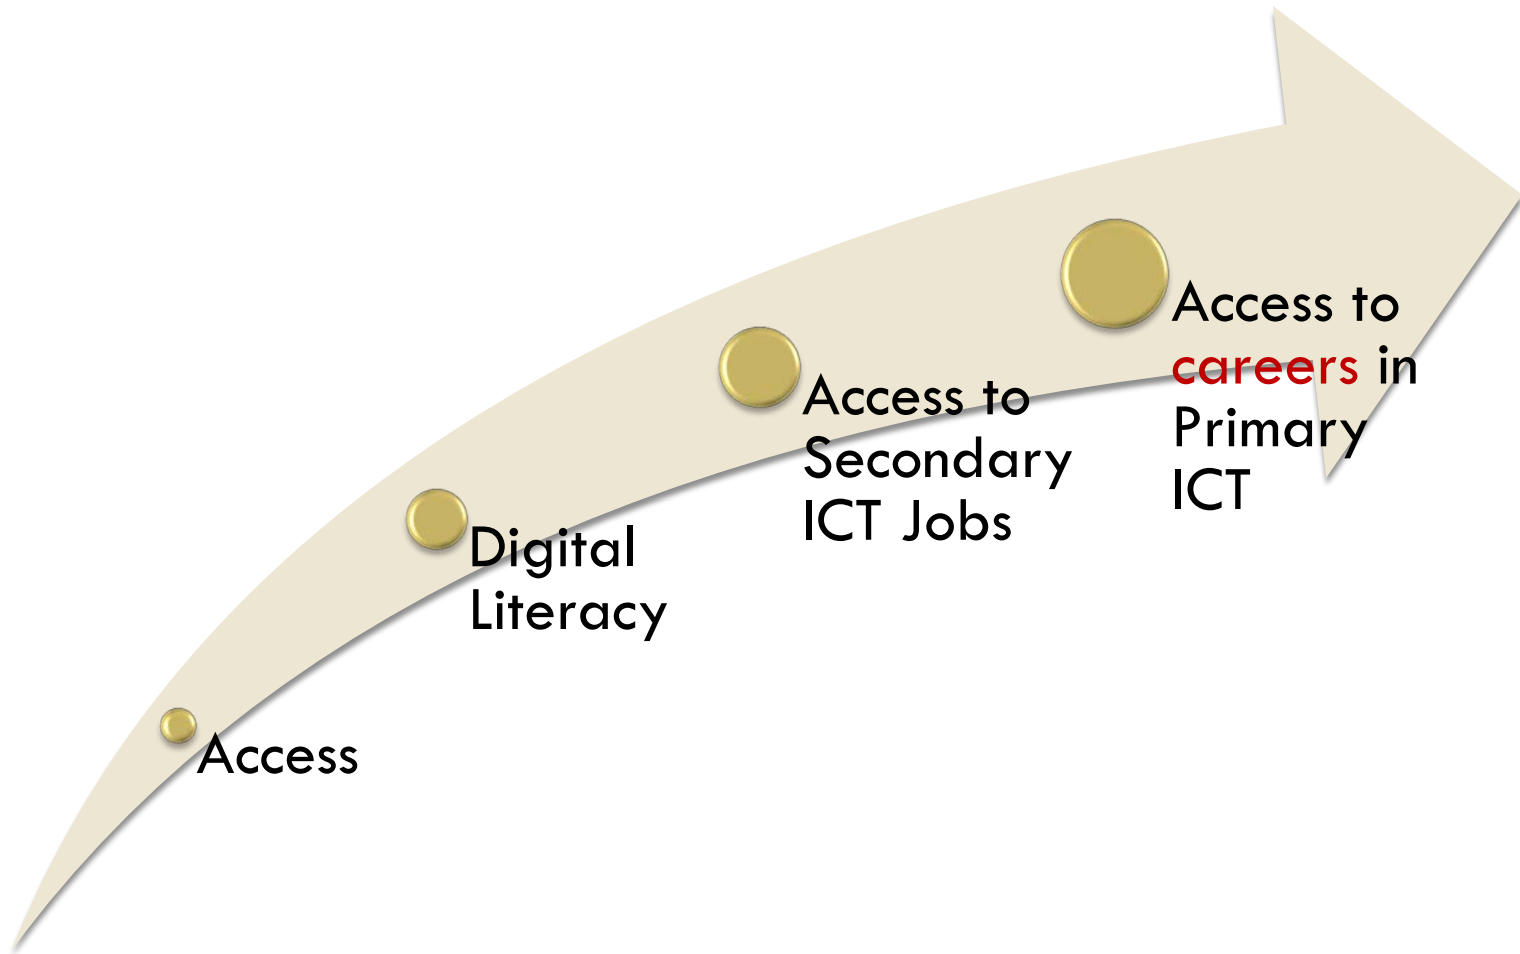 Access
Digital
Literacy
Access to
Secondary
ICT Jobs
Access to
careers in
Primary
ICT